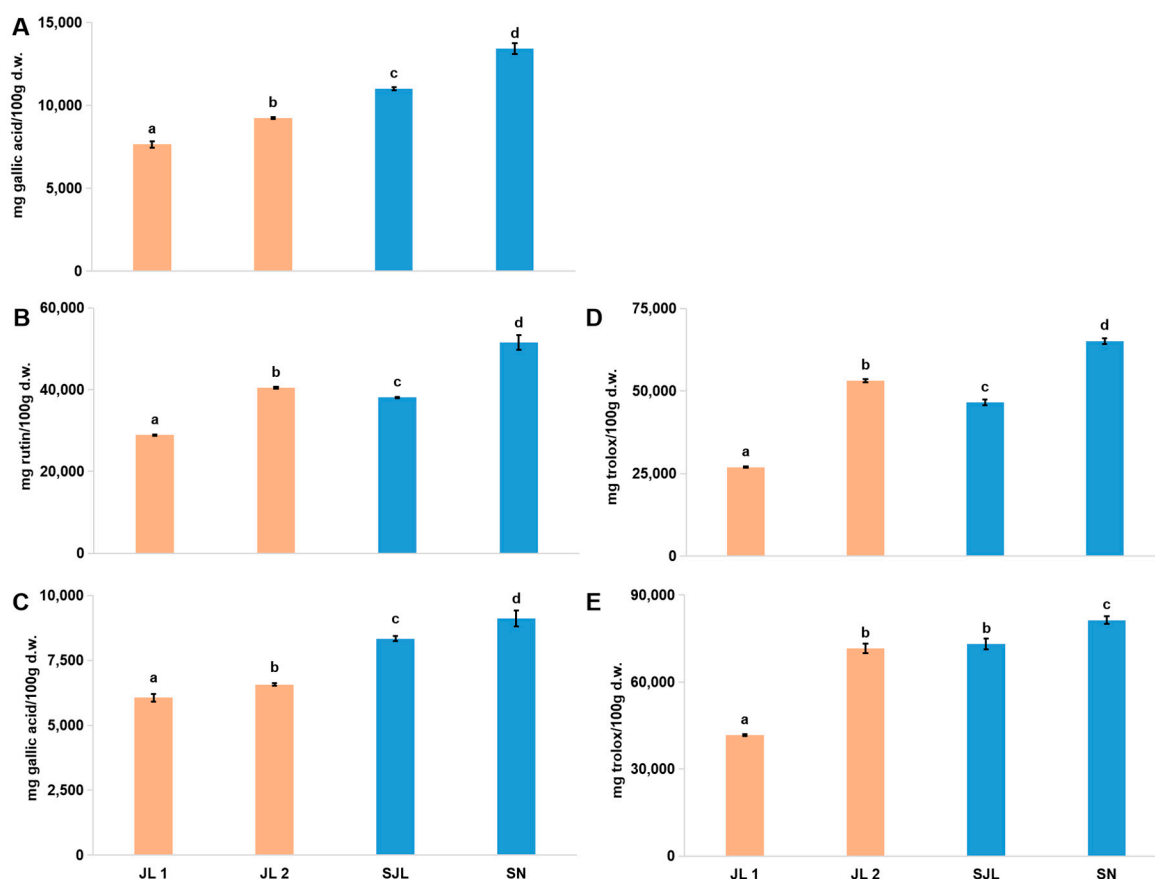 A
mg gallic acid/100g d.w.
15,000
10,000
5,000
0
a
b
c
d
B
mg rutin/100g d.w.
60,000
40,000
20,000
0
a
b
c
d
C
mg gallic acid/100g d.w.
10,000
7,500
5,000
2,500
0
a
b
c
d
JL 1
JL 2
SJL
SN
D
mg trolox/100g d.w.
75,000
50,000
25,000
0
a
b
c
d
E
mg trolox/100g d.w.
90,000
60,000
30,000
0
a
b
b
c
JL 1
JL 2
SJL
SN